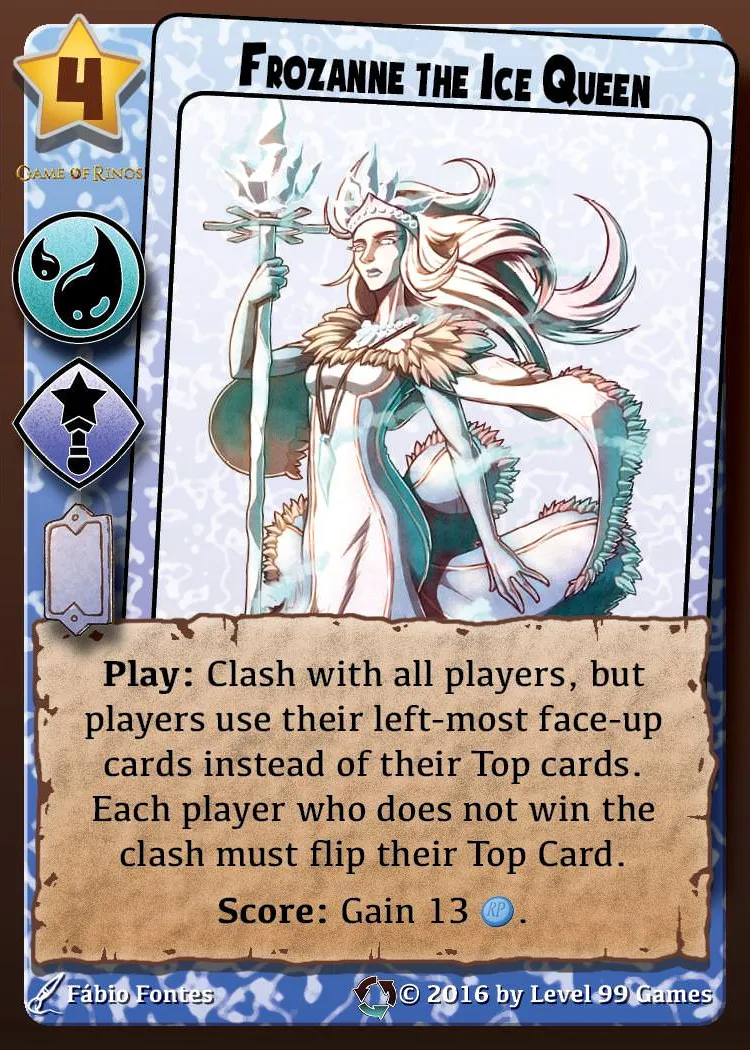 4
Frozanne the Ice Queen
Game of Rings
Play: Clash with all players, but
players use their left-most face-up
cards instead of their Top cards.
Each player who does not win the
clash must flip their Top Card.
Score: Gain 13 RP.
Fábio Fontes
© 2016 by Level 99 Games